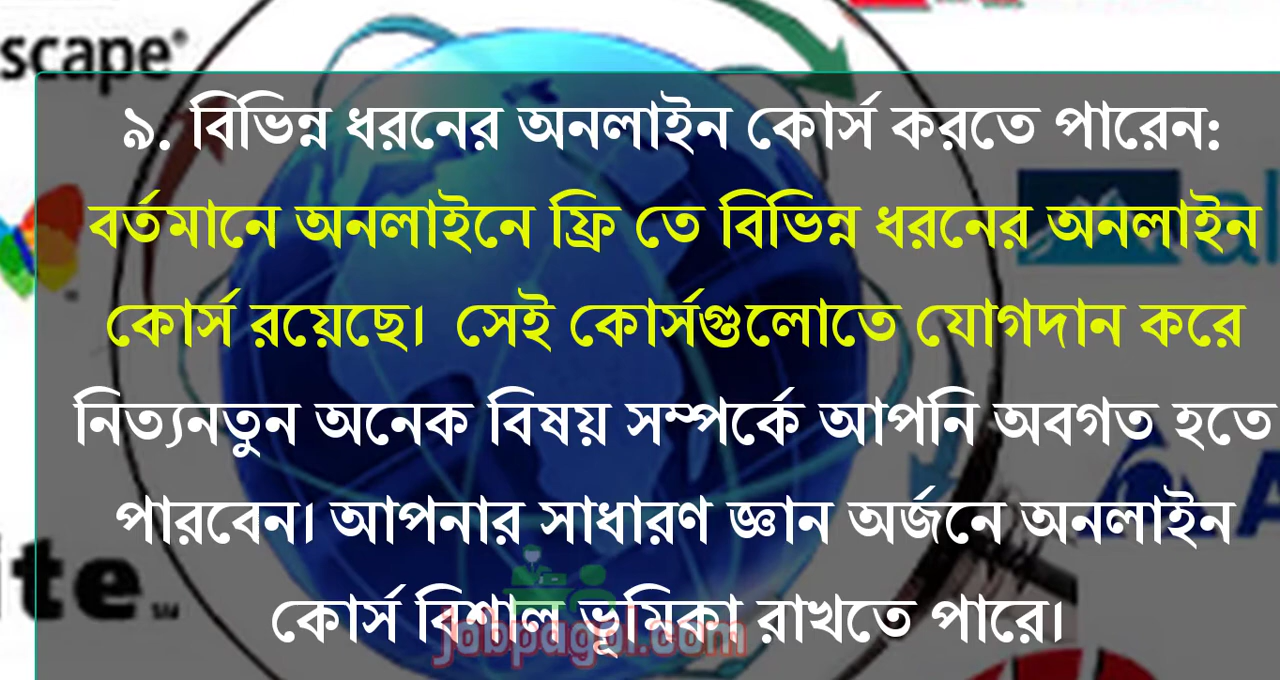 scape®
৯. বিভিন্ন ধরনের অনলাইন কোর্স করতে পারেন:
বর্তমানে অনলাইনে ফ্রি তে বিভিন্ন ধরনের অনলাইন
কোর্স রয়েছে। সেই কোর্সগুলোতে যোগদান করে
নিত্যনতুন অনেক বিষয় সম্পর্কে আপনি অবগত হতে
পারবেন। আপনার সাধারণ জ্ঞান অর্জনে অনলাইন
কোর্স বিশাল ভূমিকা রাখতে পারে।
al
A
ite.
jobpagol.com